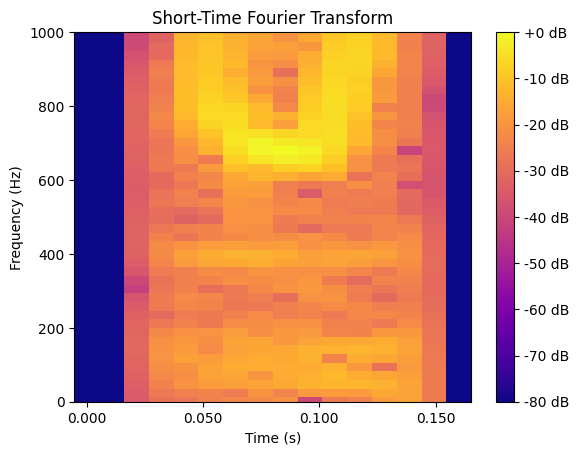 Short-Time Fourier Transform
1000
800
600
400
200
0
Frequency (Hz)
0.000
0.050
0.100
0.150
Time (s)
+0 dB
-10 dB
-20 dB
-30 dB
-40 dB
-50 dB
-60 dB
-70 dB
-80 dB